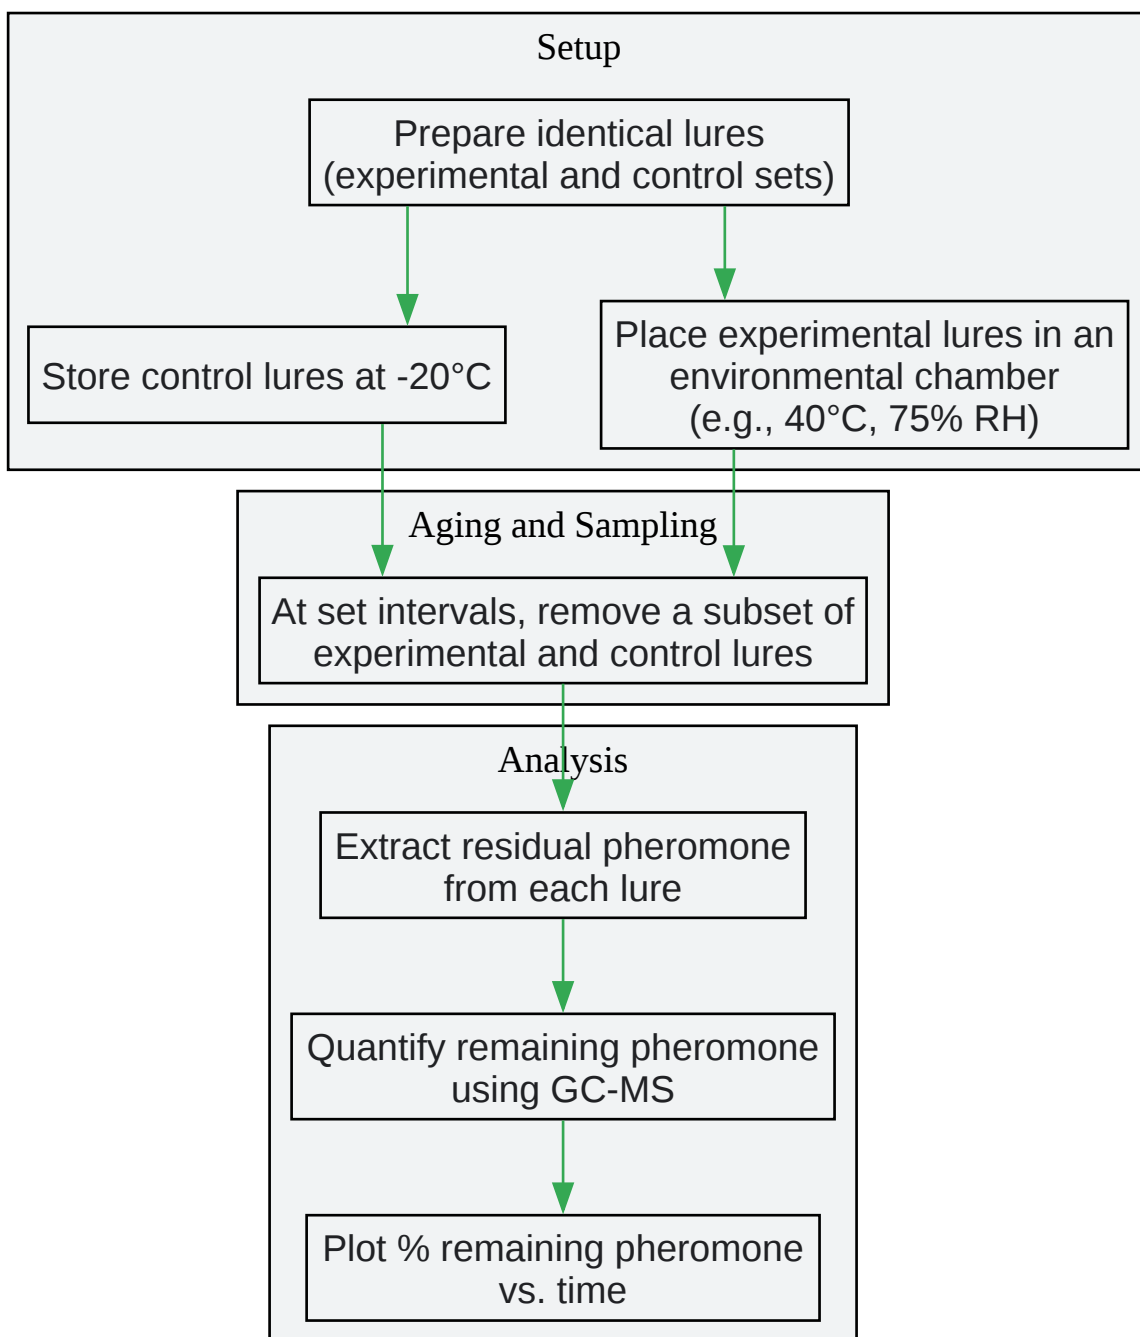 Setup
Prepare identical lures
(experimental and control sets)
Store control lures at -20°C
Place experimental lures in an
environmental chamber
(e.g., 40°C, 75% RH)
Aging and Sampling
At set intervals, remove a subset of
experimental and control lures
Analysis
Extract residual pheromone
from each lure
Quantify remaining pheromone
using GC-MS
Plot % remaining pheromone
vs. time